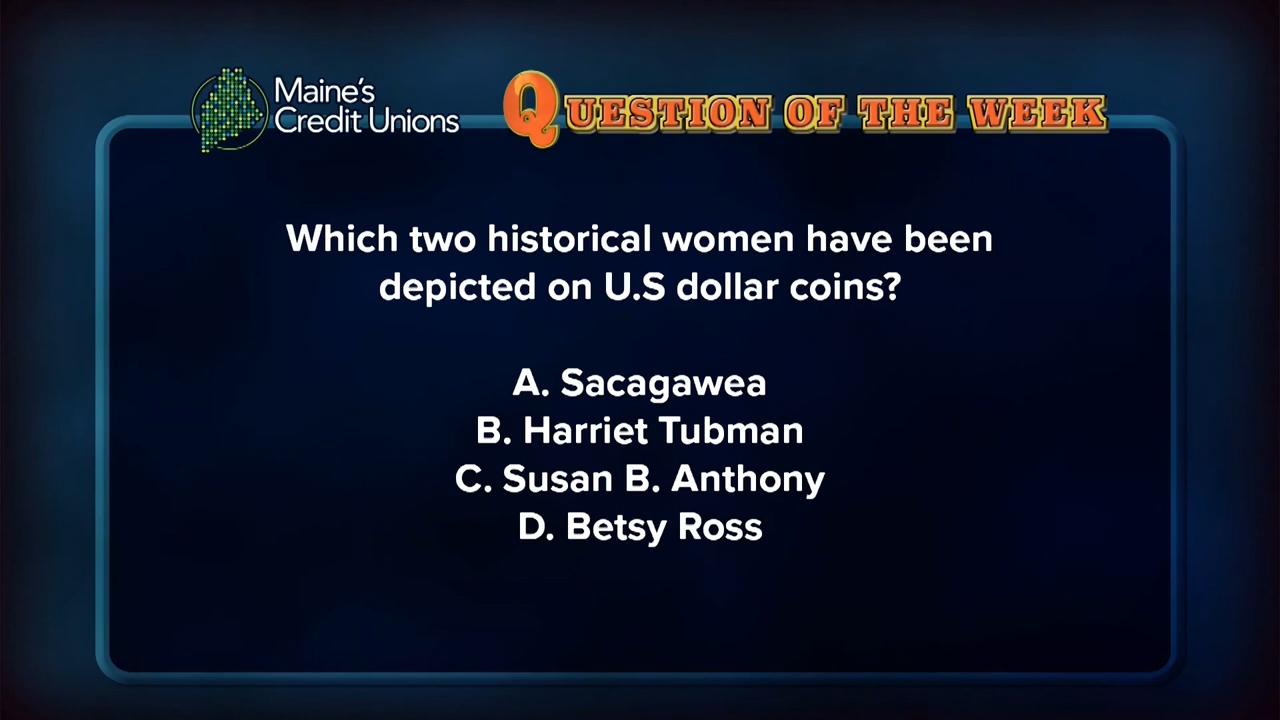 Maine's
Credit Unions
QUESTION OF THE WEEK
Which two historical women have been
depicted on U.S dollar coins?
A. Sacagawea
B. Harriet Tubman
C. Susan B. Anthony
D. Betsy Ross